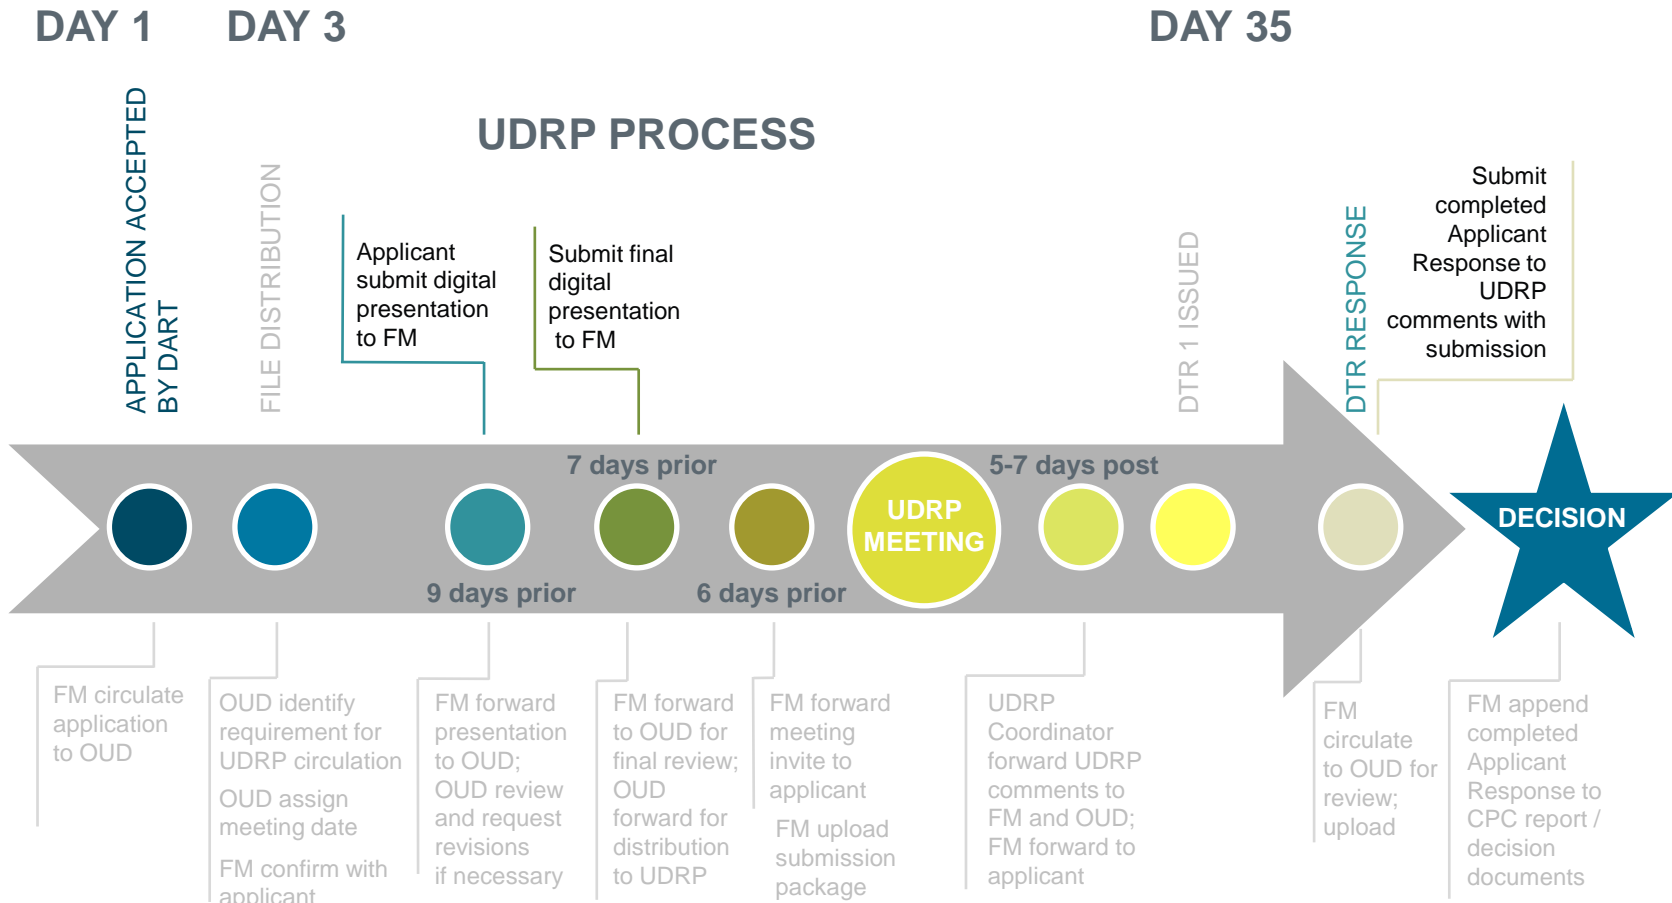 DAY 1
DAY 3
DAY 35
UDRP PROCESS
APPLICATION ACCEPTED
BY DART
FILE DISTRIBUTION
Applicant
submit digital
presentation
to FM
Submit final
digital
presentation
to FM
DTR 1 ISSUED
DTR RESPONSE
Submit
completed
Applicant
Response to
UDRP
comments with
submission
7 days prior
5-7 days post
UDRP
MEETING
DECISION
9 days prior
6 days prior
FM circulate
application
to OUD
OUD identify
requirement for
UDRP circulation
OUD assign
meeting date
FM confirm with
applicant
FM forward
presentation
to OUD;
OUD review
and request
revisions
if necessary
FM forward
to OUD for
final review;
OUD
forward for
distribution
to UDRP
FM forward
meeting
invite to
applicant
FM upload
submission
package
UDRP
Coordinator
forward UDRP
comments to
FM and OUD;
FM forward to
applicant
FM
circulate
to OUD for
review;
upload
FM append
completed
Applicant
Response to
CPC report /
decision
documents